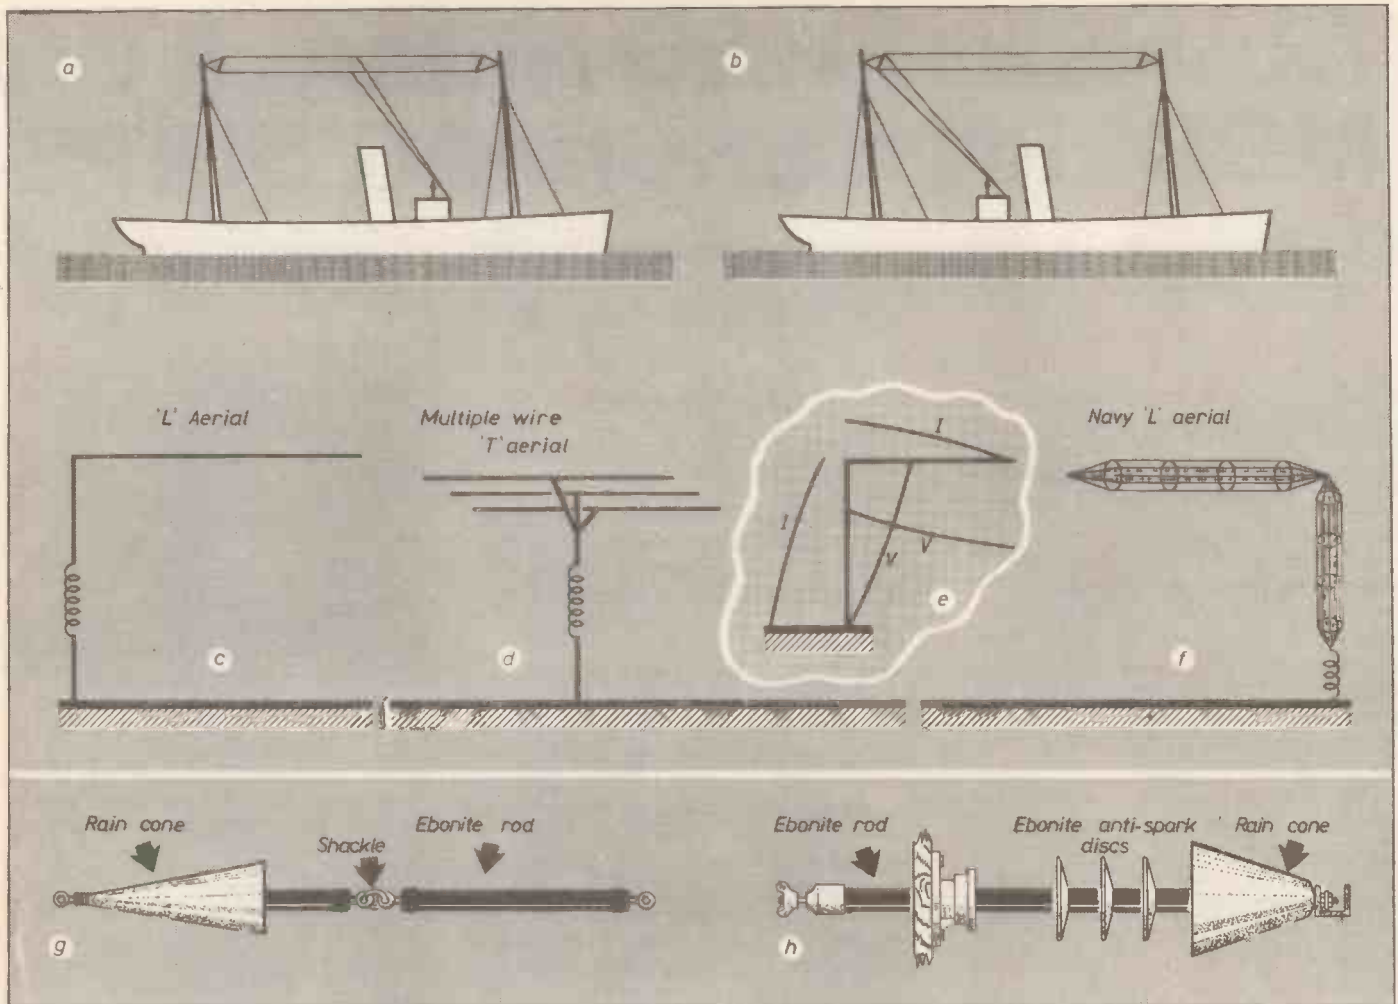 a
b
'L' Aerial
Multiple wire
'T' aerial
Navy 'L' aerial
I
I
V
V
c
d
e
f
Rain cone
Shackle
Ebonite rod
Ebonite rod
Ebonite anti-spark
discs
Rain cone
g
h